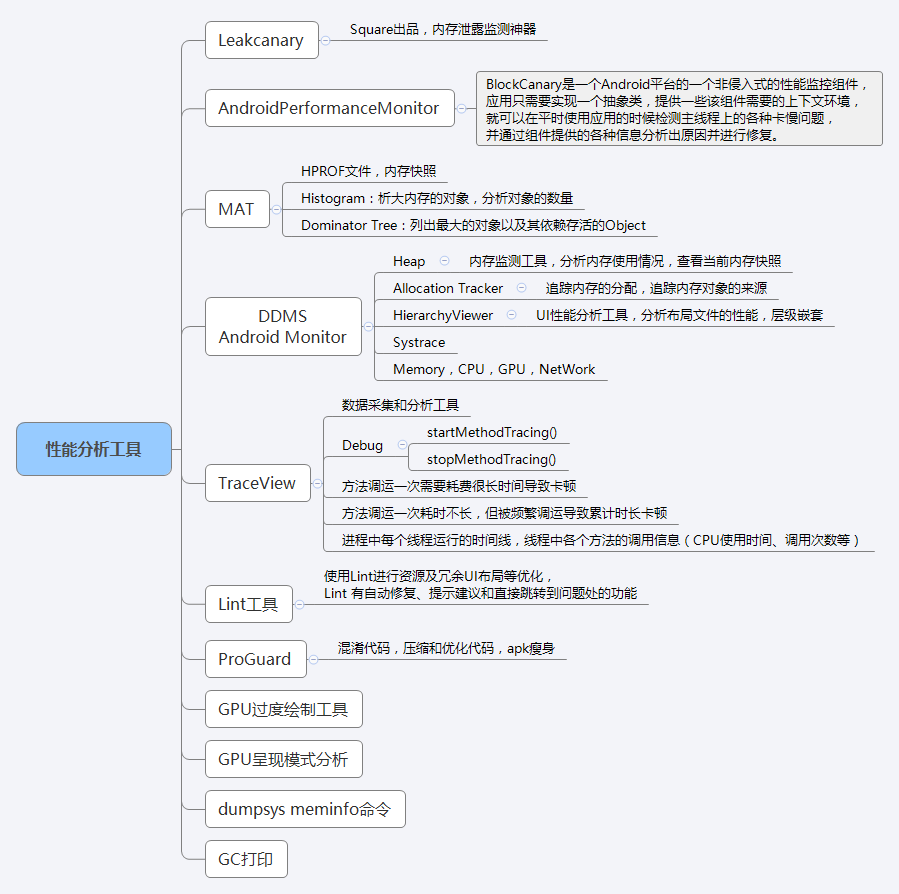 性能分析工具
Leakcanary
Square出品，内存泄露监测神器
AndroidPerformanceMonitor
BlockCanary是一个Android平台的一个非侵入式的性能监控组件，
应用只需要实现一个抽象类，提供一些该组件需要的上下文环境，
就可以在平时使用应用的时候检测主线程上的各种卡慢问题，
并通过组件提供的各种信息分析出原因并进行修复。
MAT
HPROF文件，内存快照
Histogram：析大内存的对象，分析对象的数量
Dominator Tree：列出最大的对象以及其依赖存活的Object
DDMS
Android Monitor
Heap
内存监测工具，分析内存使用情况，查看当前内存快照
Allocation Tracker
追踪内存的分配，追踪内存对象的来源
HierarchyViewer
UI性能分析工具，分析布局文件的性能，层级嵌套
Systrace
Memory，CPU，GPU，NetWork
TraceView
数据采集和分析工具
Debug
startMethodTracing()
stopMethodTracing()
方法调运一次需要耗费很长时间导致卡顿
方法调运一次耗时不长，但被频繁调运导致累计时长卡顿
进程中每个线程运行的时间线，线程中各个方法的调用信息（CPU使用时间、调用次数等）
Lint工具
使用Lint进行资源及冗余UI布局等优化，
Lint 有自动修复、提示建议和直接跳转到问题处的功能
ProGuard
混淆代码，压缩和优化代码，apk瘦身
GPU过度绘制工具
GPU呈现模式分析
dumpsys meminfo命令
GC打印